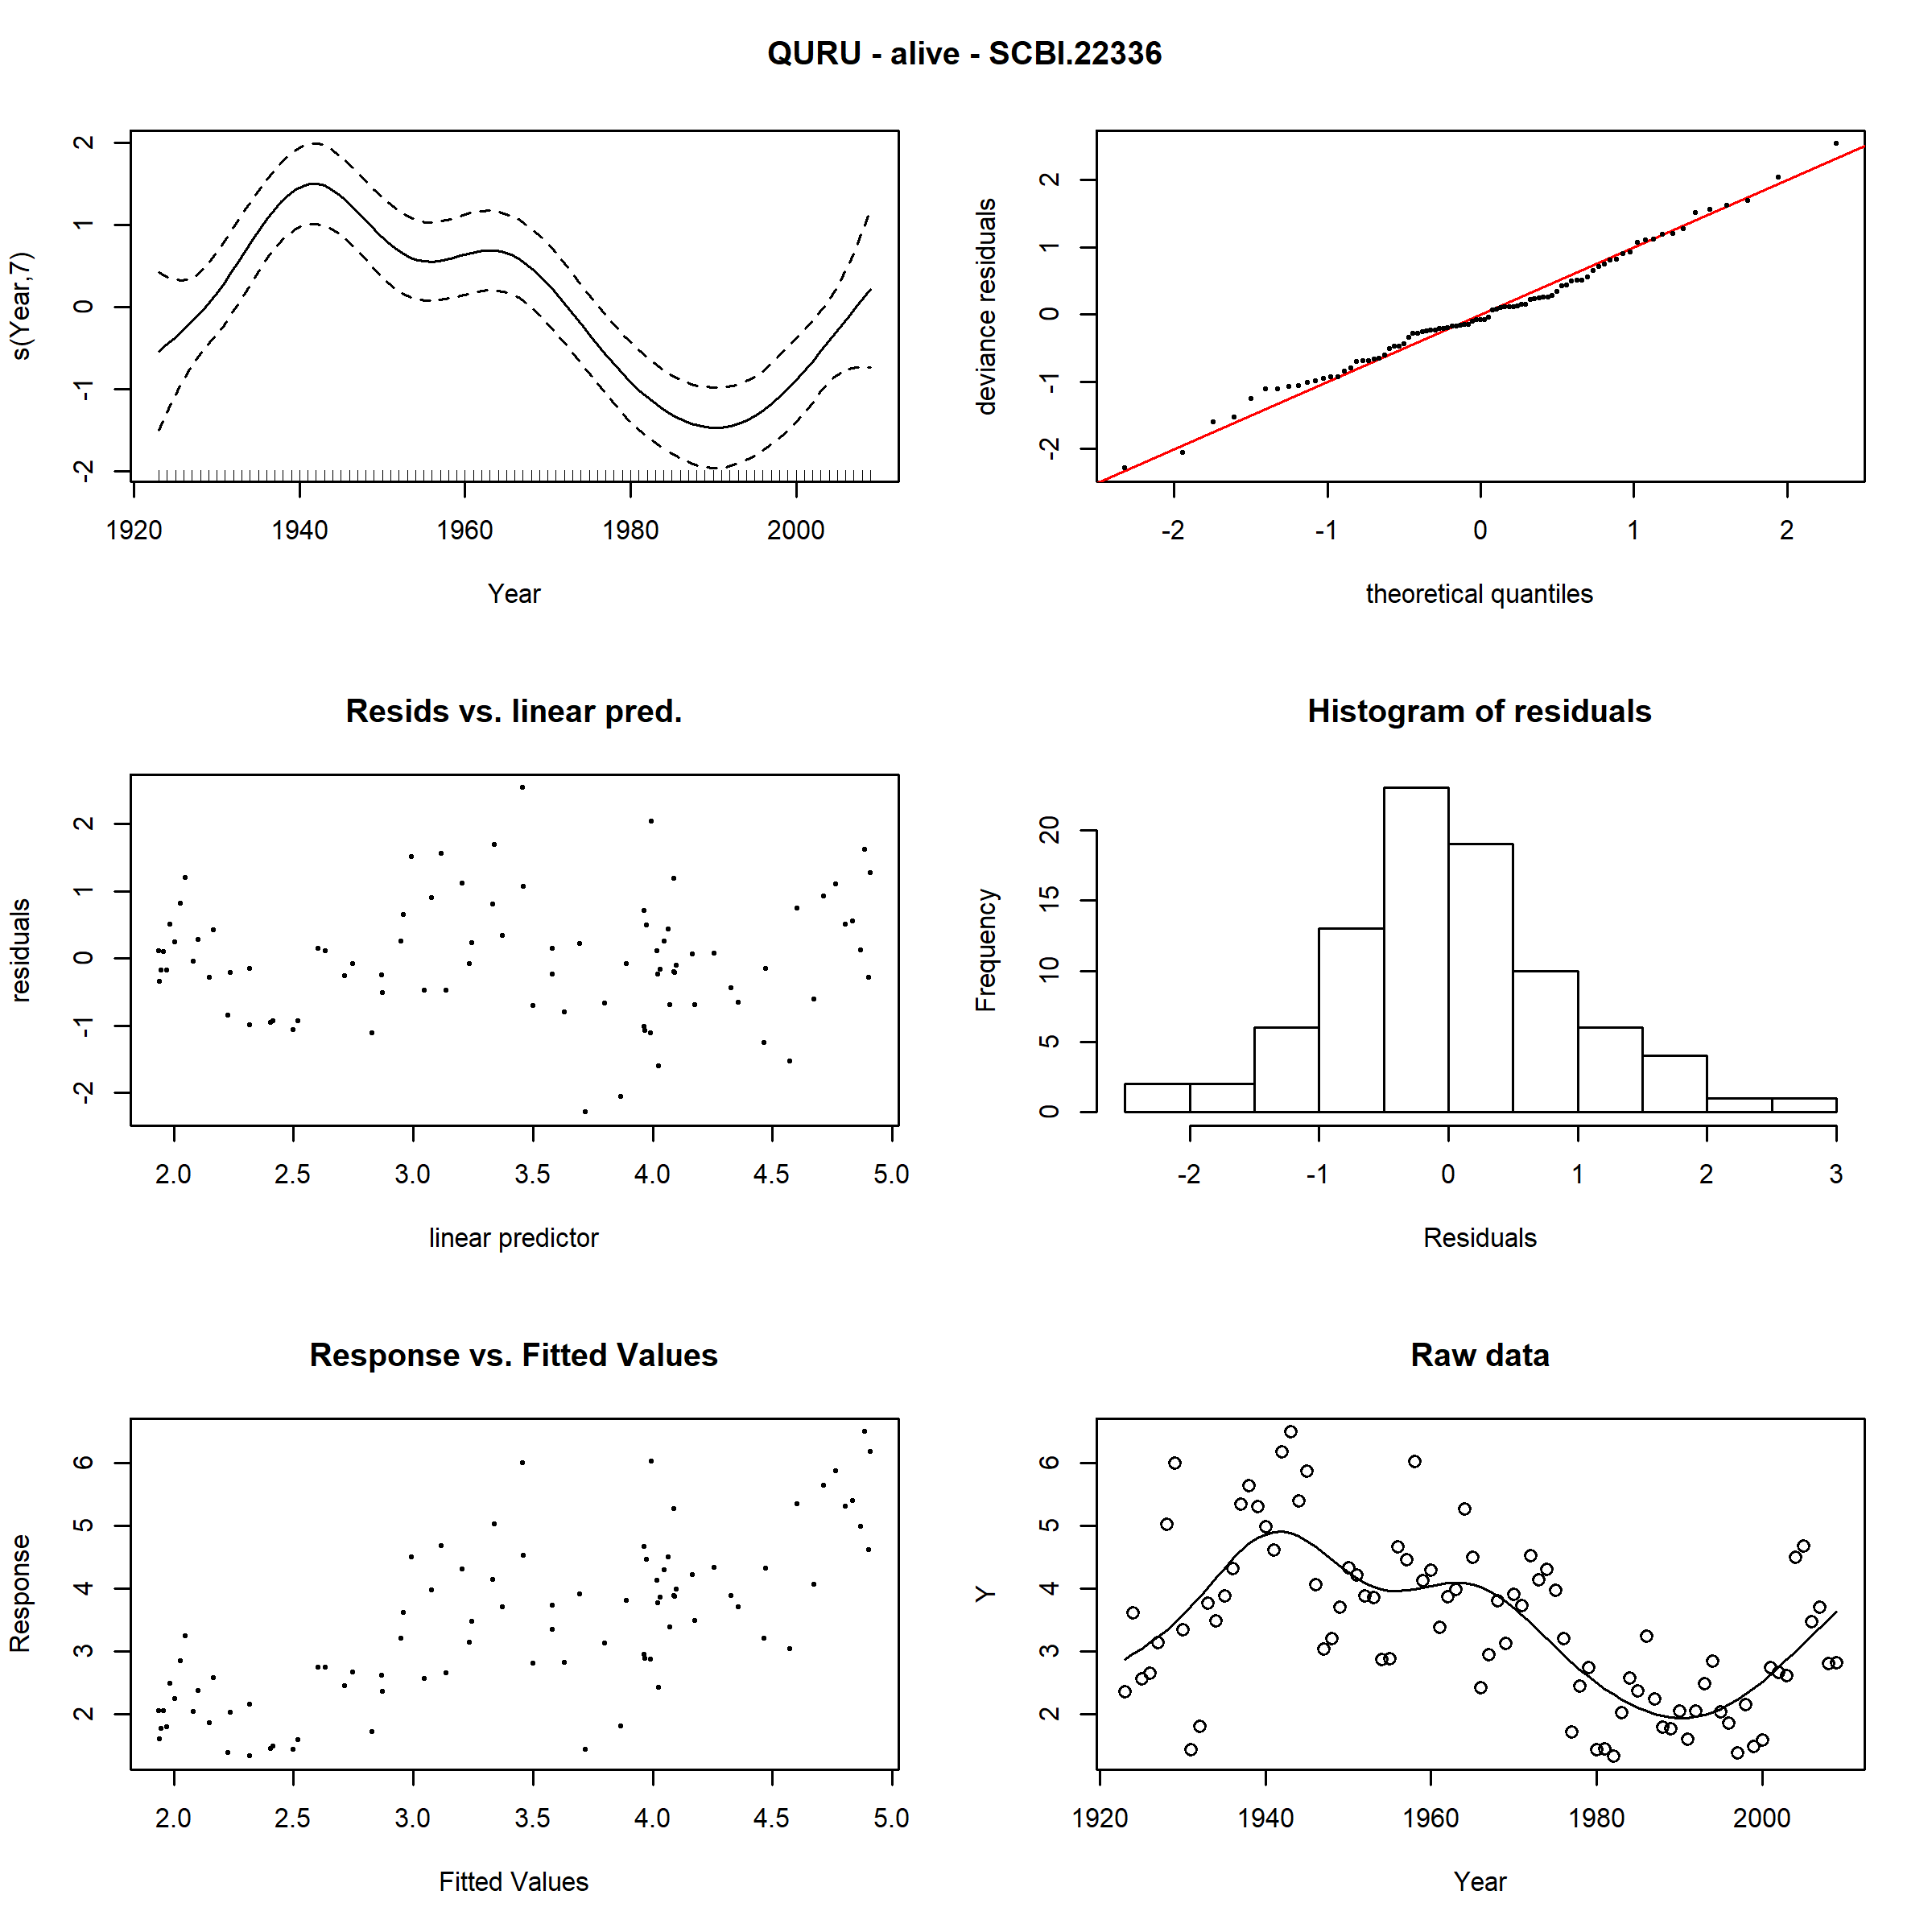 QURU - alive - SCBI.22336
s(Year,7)
2
1
0
-1
-2
1920 1940 1960 1980 2000
Year
deviance residuals
2
1
0
-1
-2
-2 -1 0 1 2
theoretical quantiles
Resids vs. linear pred.
residuals
2
1
0
-1
-2
2.0 2.5 3.0 3.5 4.0 4.5 5.0
linear predictor
Histogram of residuals
Frequency
20
15
10
5
0
-2 -1 0 1 2 3
Residuals
Response vs. Fitted Values
Response
6
5
4
3
2
2.0 2.5 3.0 3.5 4.0 4.5 5.0
Fitted Values
Raw data
Y
6
5
4
3
2
1920 1940 1960 1980 2000
Year